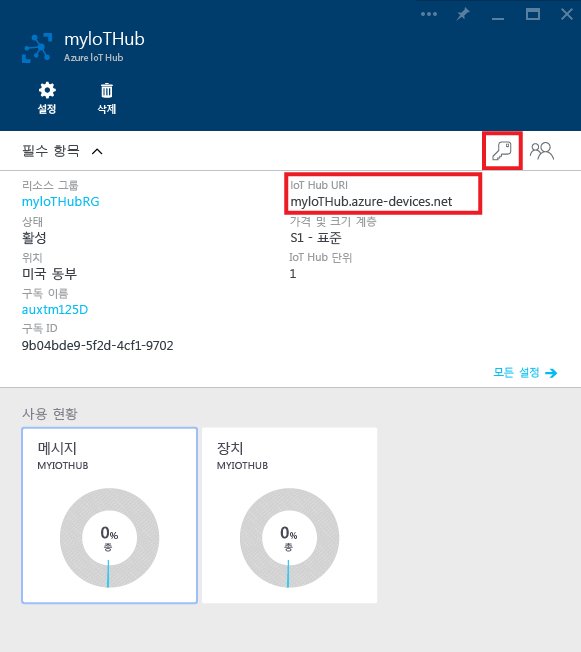 myIoTHub
Azure IoT Hub
설정
삭제
필수 항목
리소스 그룹
myIoTHubRG
상태
활성
위치
미국 동부
구독 이름
auxtm125D
구독 ID
9b04bde9-5f2d-4cf1-9702
IoT Hub URI
myIoTHub.azure-devices.net
가격 및 크기 계층
S1 - 표준
IoT Hub 단위
1
모든 설정
사용 현황
메시지
MYIOTHUB
0%
종
장치
MYIOTHUB
0%
종